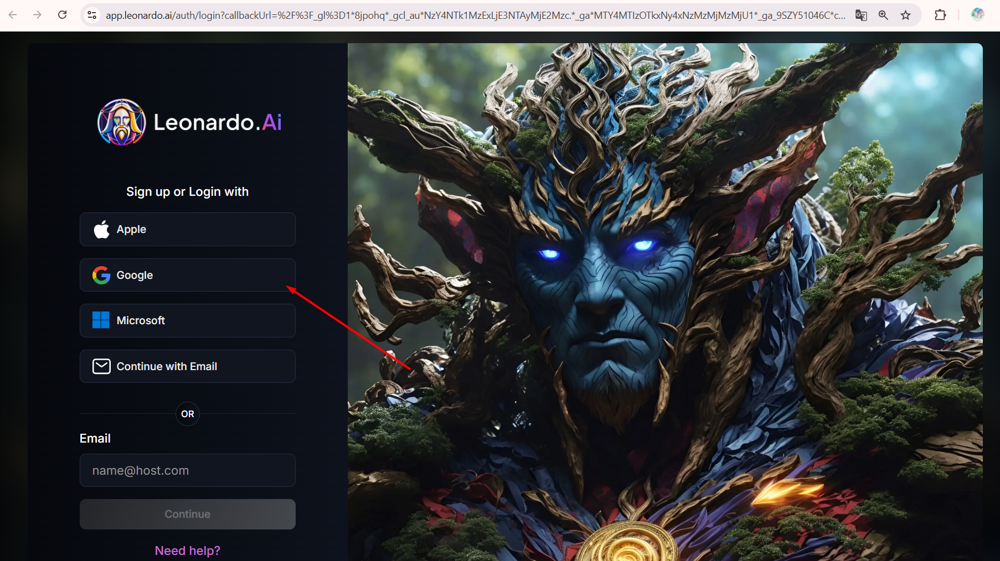 app.leonardo.ai/auth/login?callbackUrl=%2F%3F_gl%3D1*8jpohq*_gcl_au*NzY4NTk1MzExLjE3NTAyMjE2Mzc.*_ga*MTY4MTIzOTkxNy4xNzMzMjMzMjU1*_ga_9SZY51046C*c...
Leonardo.Ai
Sign up or Login with
Apple
Google
Microsoft
Continue with Email
OR
Email
name@host.com
Continue
Need help?